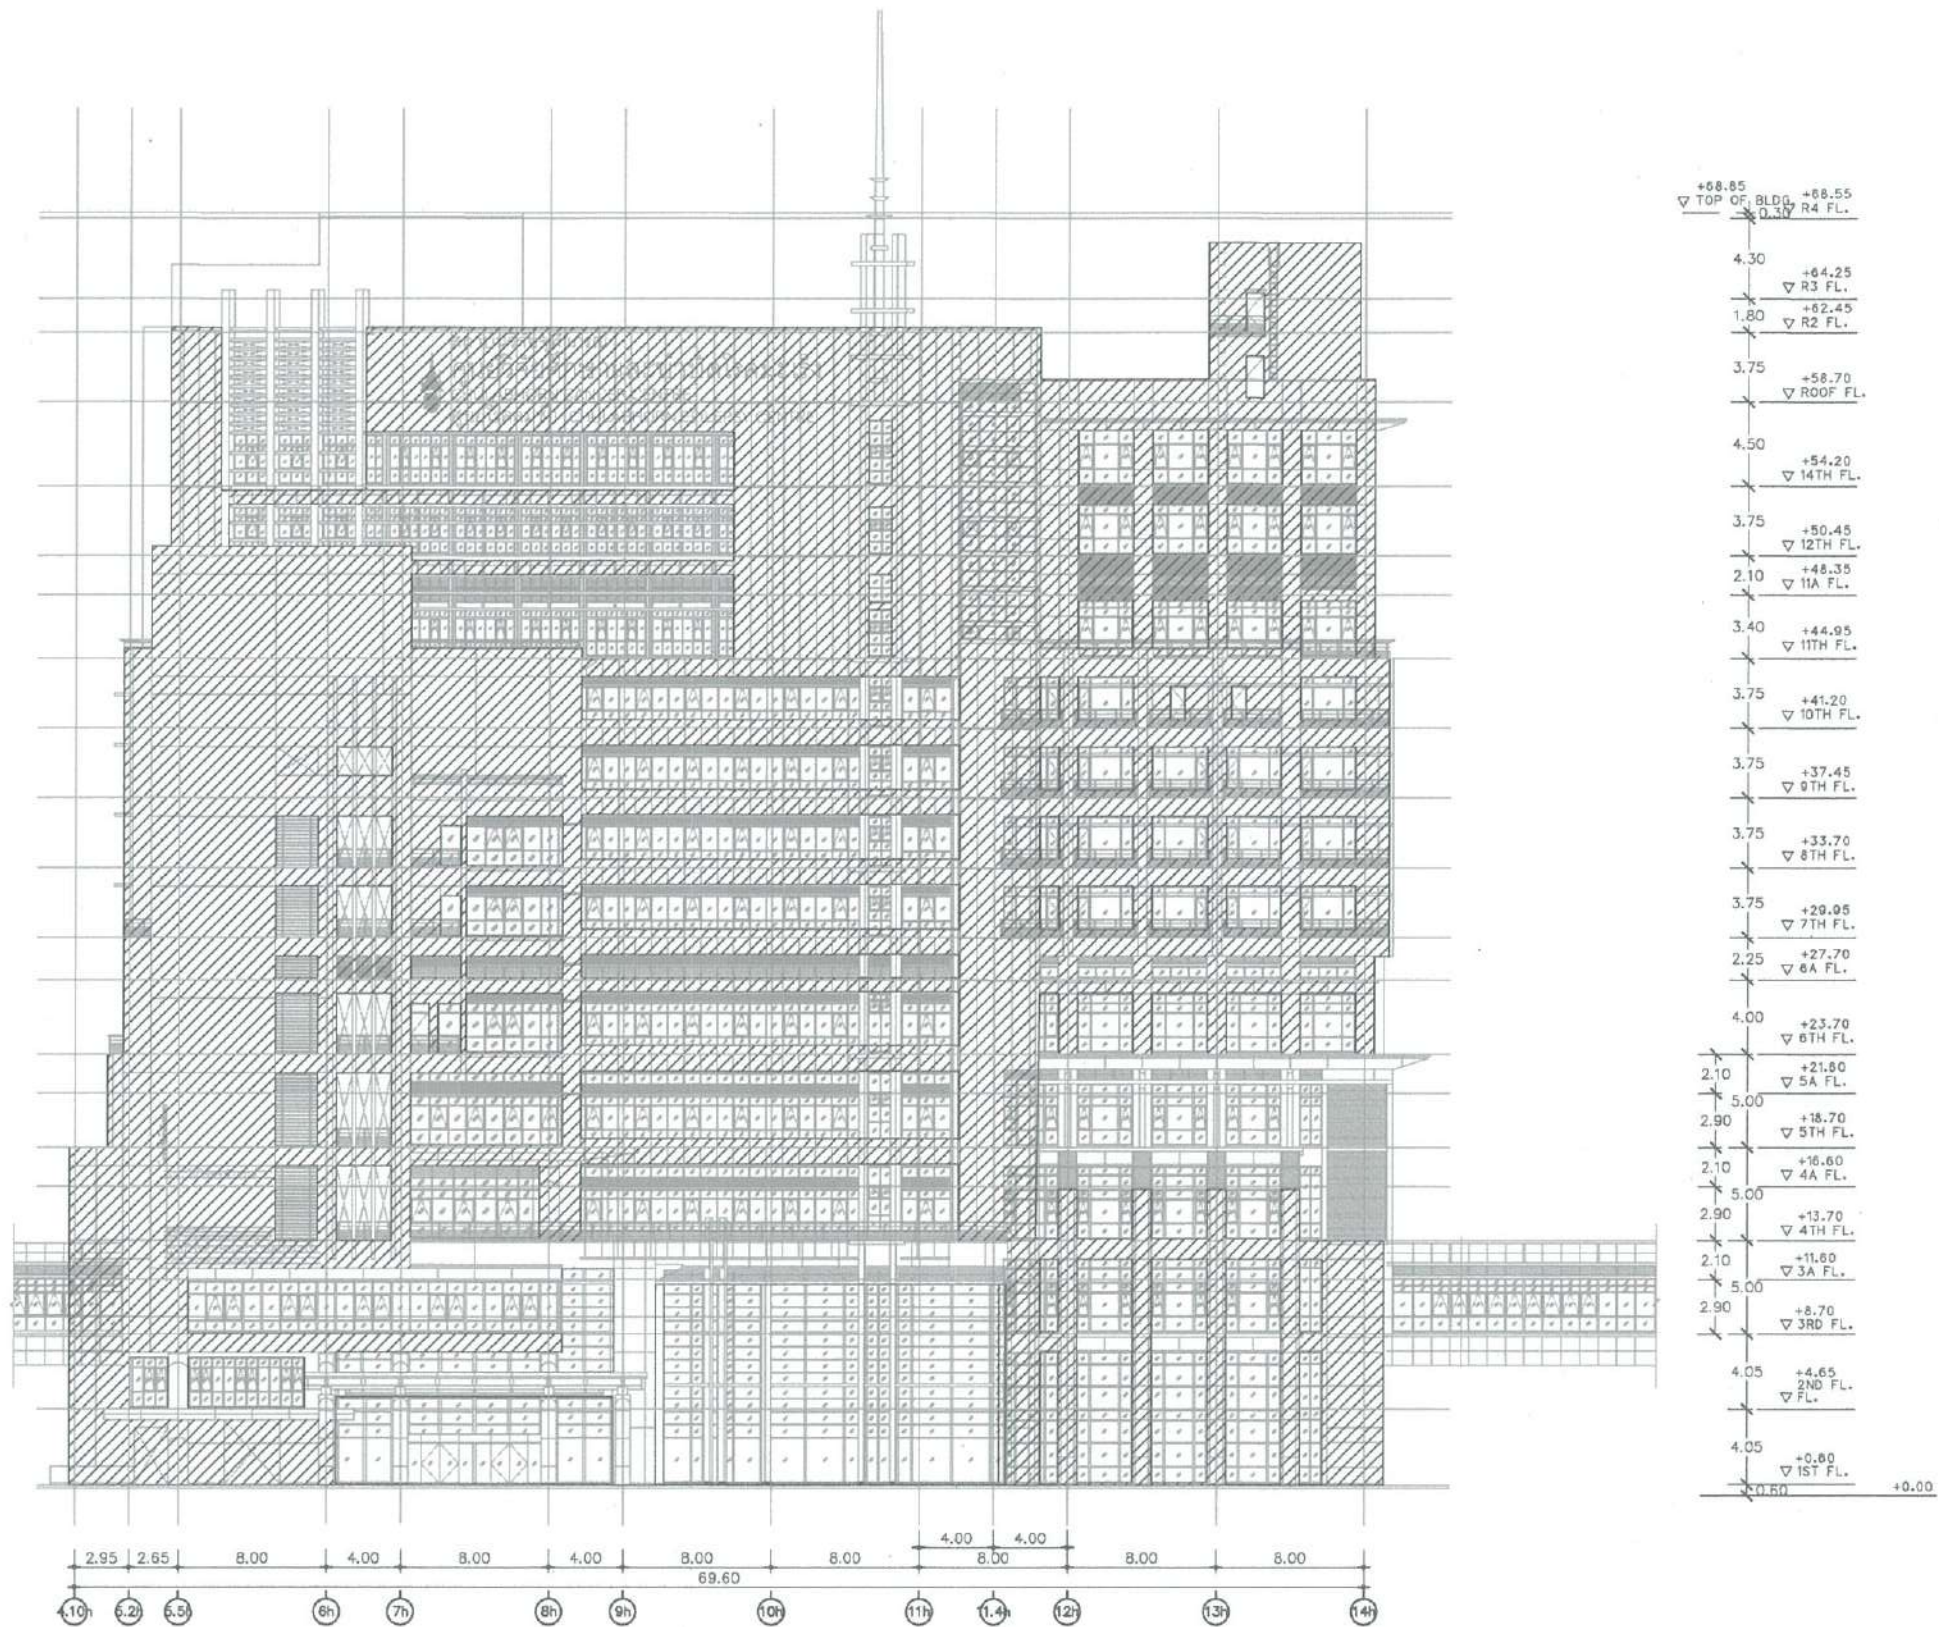 +68.85
▽ TOP OF BLDG.
+68.55
▽ R4 FL.
0.30
4.30
+64.25
▽ R3 FL.
1.80
+62.45
▽ R2 FL.
3.75
+58.70
▽ ROOF FL.
4.50
+54.20
▽ 14TH FL.
3.75
+50.45
▽ 12TH FL.
2.10
+48.35
▽ 11A FL.
3.40
+44.95
▽ 11TH FL.
3.75
+41.20
▽ 10TH FL.
3.75
+37.45
▽ 9TH FL.
3.75
+33.70
▽ 8TH FL.
3.75
+29.95
▽ 7TH FL.
2.25
+27.70
▽ 6A FL.
4.00
+23.70
▽ 6TH FL.
2.10
+21.60
▽ 5A FL.
5.00
2.90
+18.70
▽ 5TH FL.
2.10
+16.60
▽ 4A FL.
5.00
2.90
+13.70
▽ 4TH FL.
2.10
+11.60
▽ 3A FL.
5.00
2.90
+8.70
▽ 3RD FL.
4.05
+4.65
2ND FL.
▽ FL.
4.05
+0.60
▽ 1ST FL.
0.60
+0.00
4.00 4.00
2.95 2.65 8.00 4.00 8.00 4.00 8.00 8.00 8.00 8.00 8.00
69.60
4.10h 5.2h 5.5h 6h 7h 8h 9h 10h 11h 11.4h 12h 13h 14h